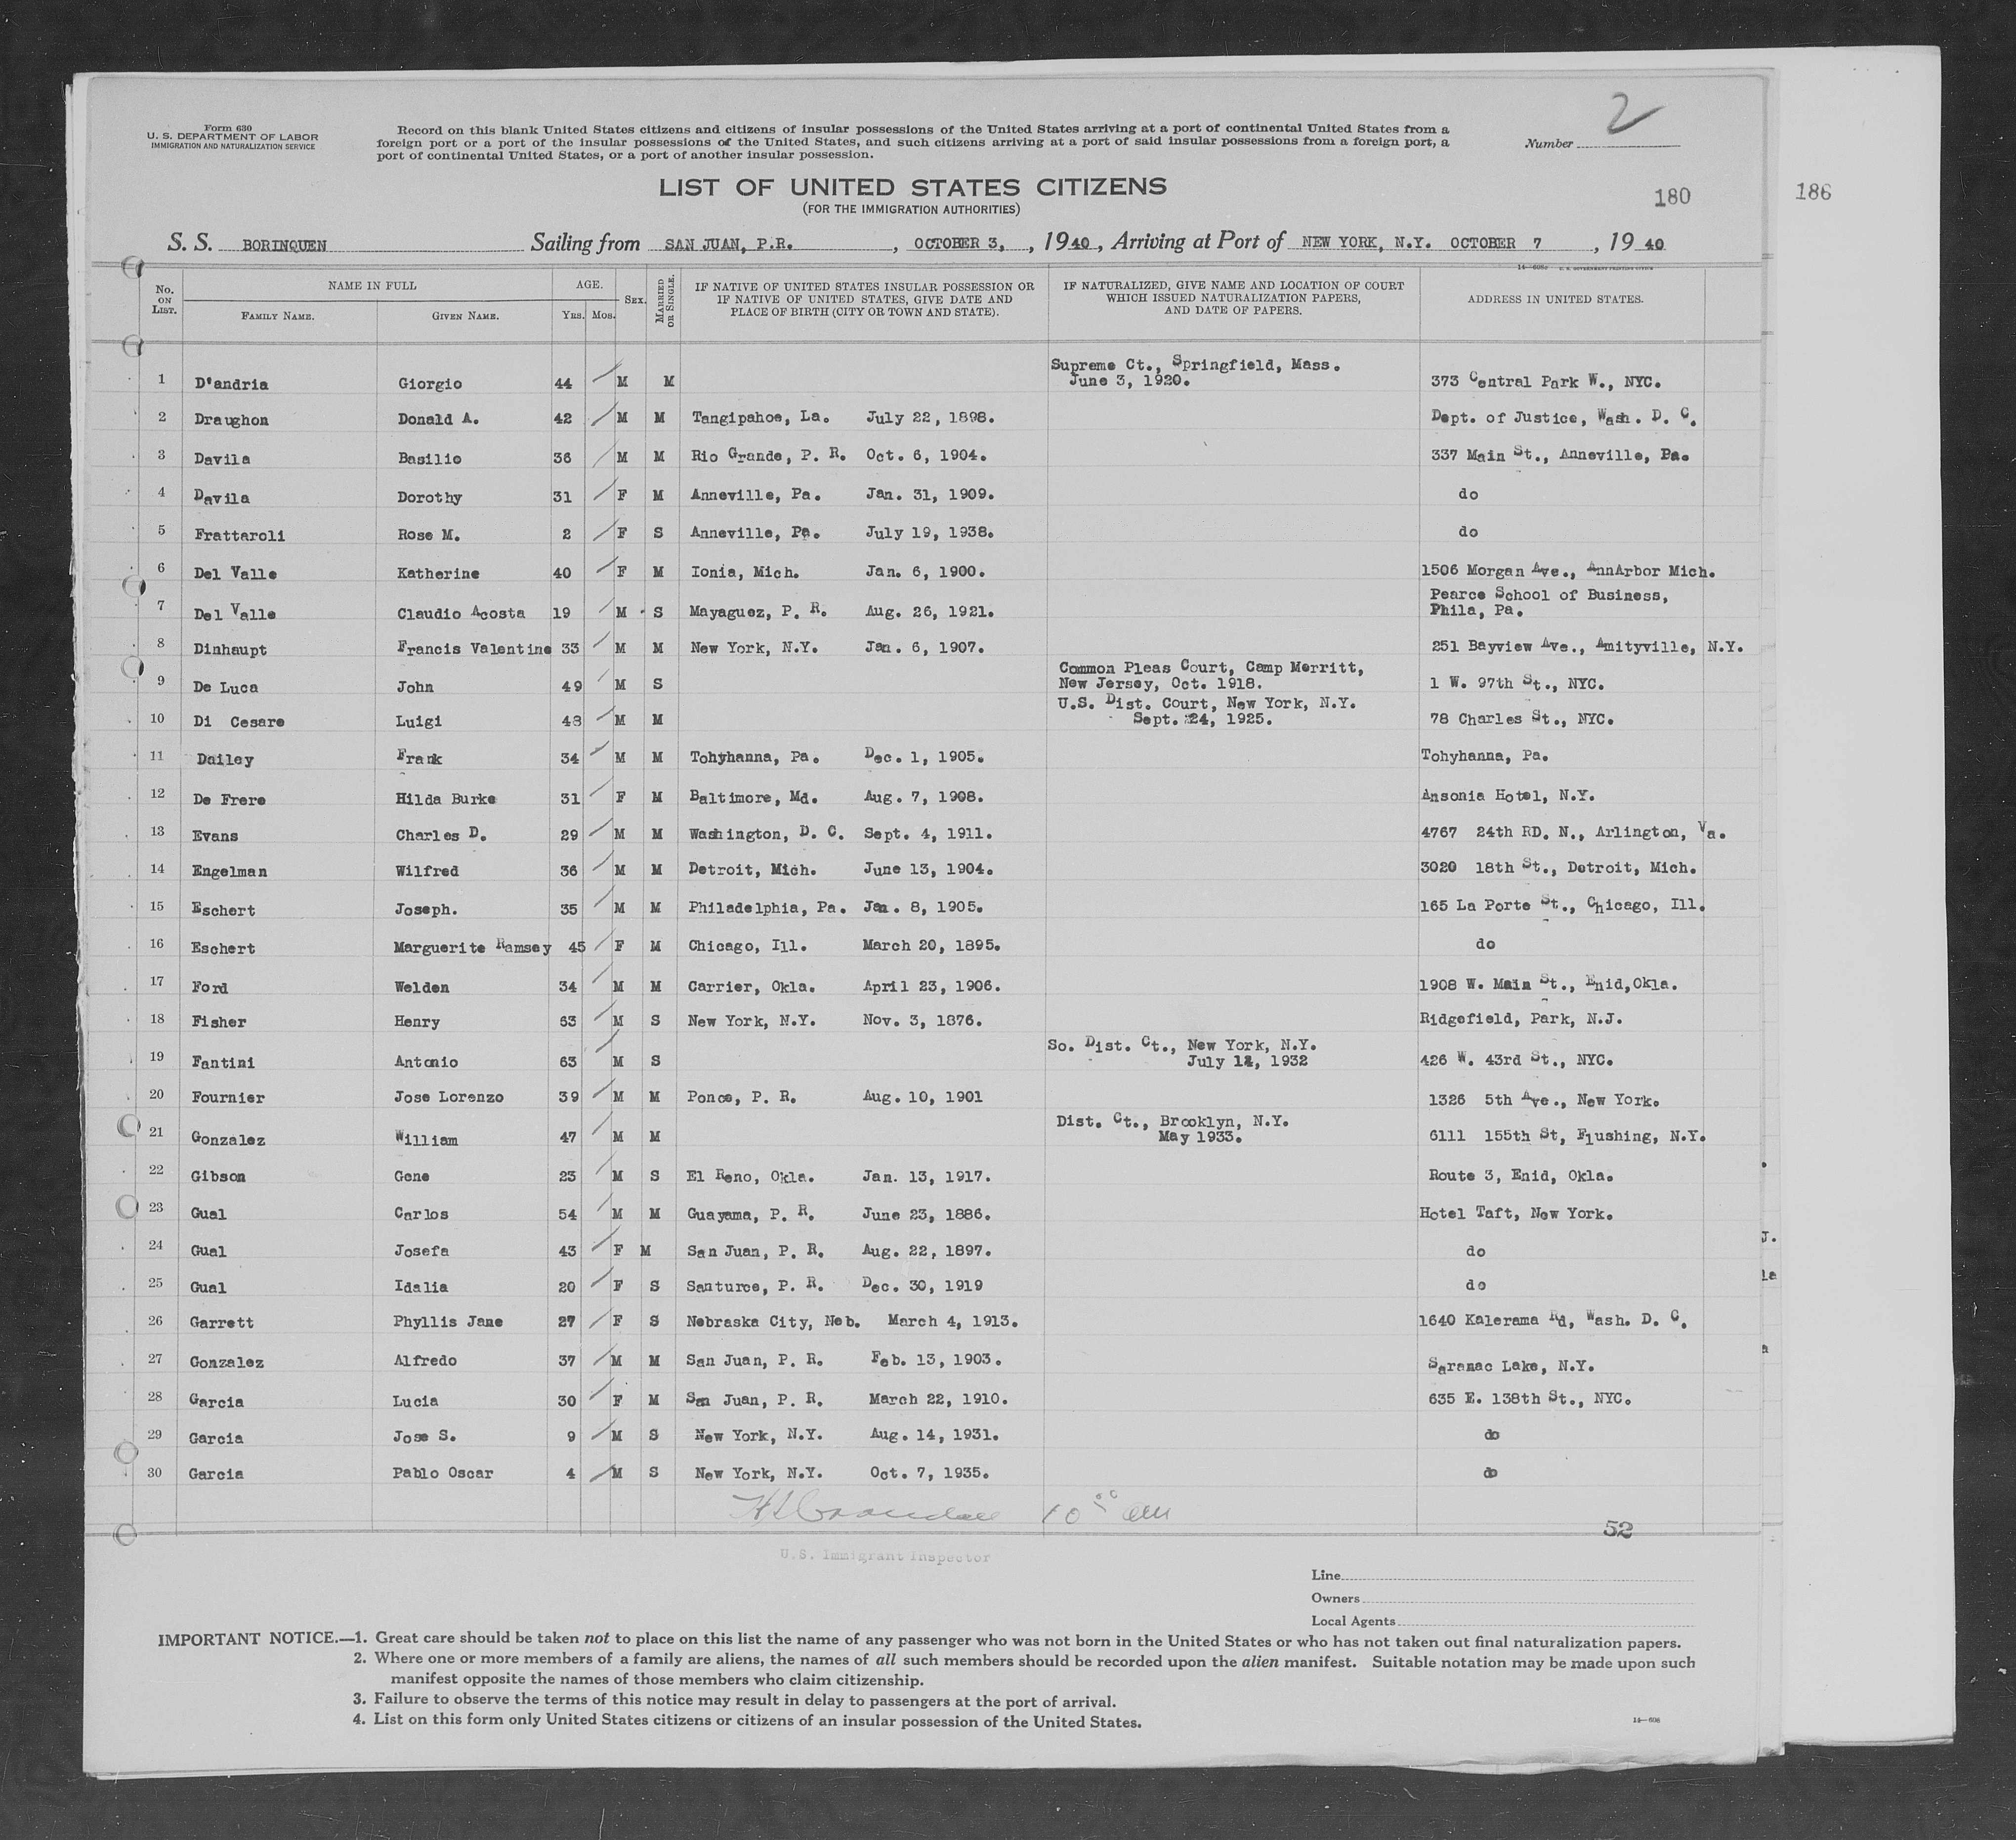 Form 630
U. S. DEPARTMENT OF LABOR
IMMIGRATION AND NATURALIZATION SERVICE
Record on this blank United States citizens and citizens of insular possessions of the United States arriving at a port of continental United States from a
foreign port or a port of the insular possessions of the United States, and such citizens arriving at a port of said insular possessions from a foreign port, a
port of continental United States, or a port of another insular possession.
Number 2
LIST OF UNITED STATES CITIZENS
(FOR THE IMMIGRATION AUTHORITIES)
180
186
S. S. BORINQUEN Sailing from SAN JUAN, P.R., OCTOBER 3, , 1940, Arriving at Port of NEW YORK, N.Y. OCTOBER 7 , 19 40
No. ON LIST. NAME IN FULL AGE. SEX. MARRIED OR SINGLE. IF NATIVE OF UNITED STATES INSULAR POSSESSION OR IF NATIVE OF UNITED STATES, GIVE DATE AND PLACE OF BIRTH (CITY OR TOWN AND STATE). IF NATURALIZED, GIVE NAME AND LOCATION OF COURT WHICH ISSUED NATURALIZATION PAPERS, AND DATE OF PAPERS. ADDRESS IN UNITED STATES.
FAMILY NAME. GIVEN NAME. YRS. MOS.
1 D'andria Giorgio 44 M M Supreme Ct., Springfield, Mass. June 3, 1920. 373 Central Park W., NYC.
2 Draughon Donald A. 42 M M Tangipahoe, La. July 22, 1898. Dept. of Justice, Wash. D. C.
3 Davila Basilio 36 M M Rio Grande, P. R. Oct. 6, 1904. 337 Main St., Anneville, Pa.
4 Davila Dorothy 31 F M Anneville, Pa. Jan. 31, 1909. do
5 Frattaroli Rose M. 2 F S Anneville, Pa. July 19, 1938. do
6 Del Valle Katherine 40 F M Ionia, Mich. Jan. 6, 1900. 1506 Morgan Ave., AnnArbor Mich.
7 Del Valle Claudio Acosta 19 M S Mayaguez, P. R. Aug. 26, 1921. Pearce School of Business, Phila, Pa.
8 Dinhaupt Francis Valentine 33 M M New York, N.Y. Jan. 6, 1907. 251 Bayview Ave., Amityville, N.Y.
9 De Luca John 49 M S Common Pleas Court, Camp Merritt, New Jersey, Oct. 1918. 1 W. 97th St., NYC.
10 Di Cesare Luigi 48 M M U.S. Dist. Court, New York, N.Y. Sept. 24, 1925. 78 Charles St., NYC.
11 Dailey Frank 34 M M Tohyhanna, Pa. Dec. 1, 1905. Tohyhanna, Pa.
12 De Frere Hilda Burke 31 F M Baltimore, Md. Aug. 7, 1908. Ansonia Hotel, N.Y.
13 Evans Charles D. 29 M M Washington, D. C. Sept. 4, 1911. 4767 24th RD. N., Arlington, Va.
14 Engelman Wilfred 36 M M Detroit, Mich. June 13, 1904. 3020 18th St., Detroit, Mich.
15 Eschert Joseph. 35 M M Philadelphia, Pa. Jan. 8, 1905. 165 La Porte St., Chicago, Ill.
16 Eschert Marguerite Ramsey 45 F M Chicago, Ill. March 20, 1895. do
17 Ford Welden 34 M M Carrier, Okla. April 23, 1906. 1908 W. Main St., Enid,Okla.
18 Fisher Henry 63 M S New York, N.Y. Nov. 3, 1876. Ridgefield, Park, N.J.
19 Fantini Antonio 63 M S So. Dist. Ct., New York, N.Y. July 12, 1932 426 W. 43rd St., NYC.
20 Fournier Jose Lorenzo 39 M M Ponce, P. R. Aug. 10, 1901 1326 5th Ave., New York.
21 Gonzalez William 47 M M Dist. Ct., Brooklyn, N.Y. May 1933. 6111 155th St, Flushing, N.Y.
22 Gibson Gene 23 M S El Reno, Okla. Jan. 13, 1917. Route 3, Enid, Okla.
23 Gual Carlos 54 M M Guayama, P. R. June 23, 1886. Hotel Taft, New York.
24 Gual Josefa 43 F M San Juan, P. R. Aug. 22, 1897. do
25 Gual Idalia 20 F S Santurce, P. R. Dec. 30, 1919 do
26 Garrett Phyllis Jane 27 F S Nebraska City, Neb. March 4, 1913. 1640 Kalerama Rd, Wash. D. C.
27 Gonzalez Alfredo 37 M M San Juan, P. R. Feb. 13, 1903. Saranac Lake, N.Y.
28 Garcia Lucia 30 F M San Juan, P. R. March 22, 1910. 635 E. 138th St., NYC.
29 Garcia Jose S. 9 M S New York, N.Y. Aug. 14, 1931. do
30 Garcia Pablo Oscar 4 M S New York, N.Y. Oct. 7, 1935. do
52
U.S. Immigrant Inspector
Line
Owners
Local Agents
IMPORTANT NOTICE.—1. Great care should be taken not to place on this list the name of any passenger who was not born in the United States or who has not taken out final naturalization papers.
2. Where one or more members of a family are aliens, the names of all such members should be recorded upon the alien manifest. Suitable notation may be made upon such
manifest opposite the names of those members who claim citizenship.
3. Failure to observe the terms of this notice may result in delay to passengers at the port of arrival.
4. List on this form only United States citizens or citizens of an insular possession of the United States.
14—608